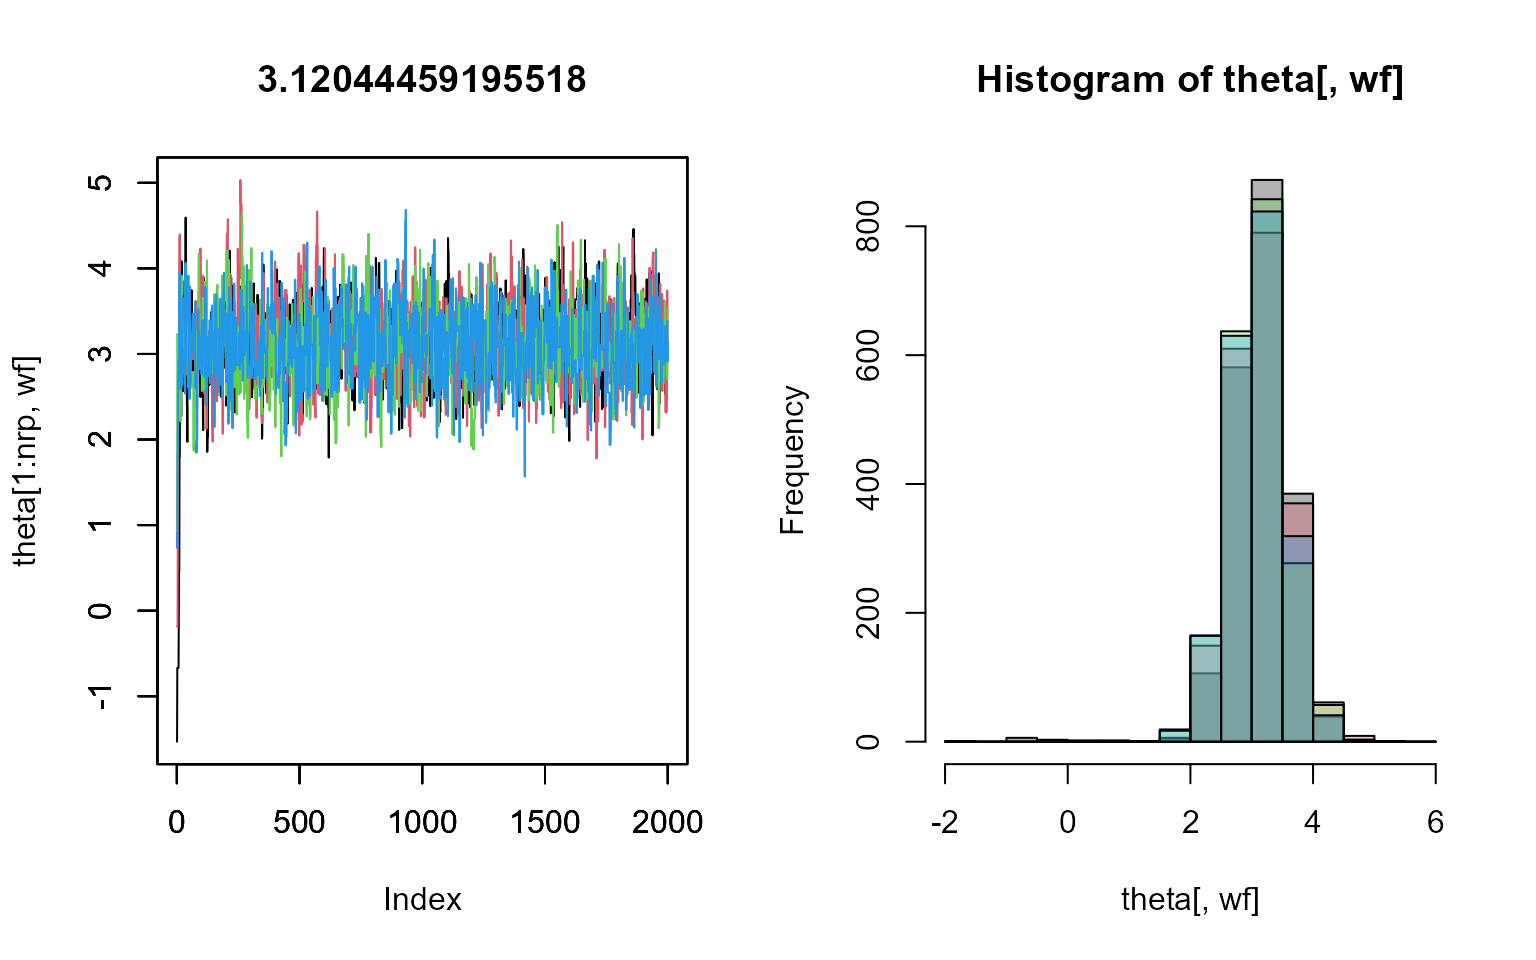 3.12044459195518
theta[1:nrp, wf]
5
4
3
2
1
0
-1
0 500 1000 1500 2000
Index
Histogram of theta[, wf]
Frequency
800
600
400
200
0
-2 0 2 4 6
theta[, wf]